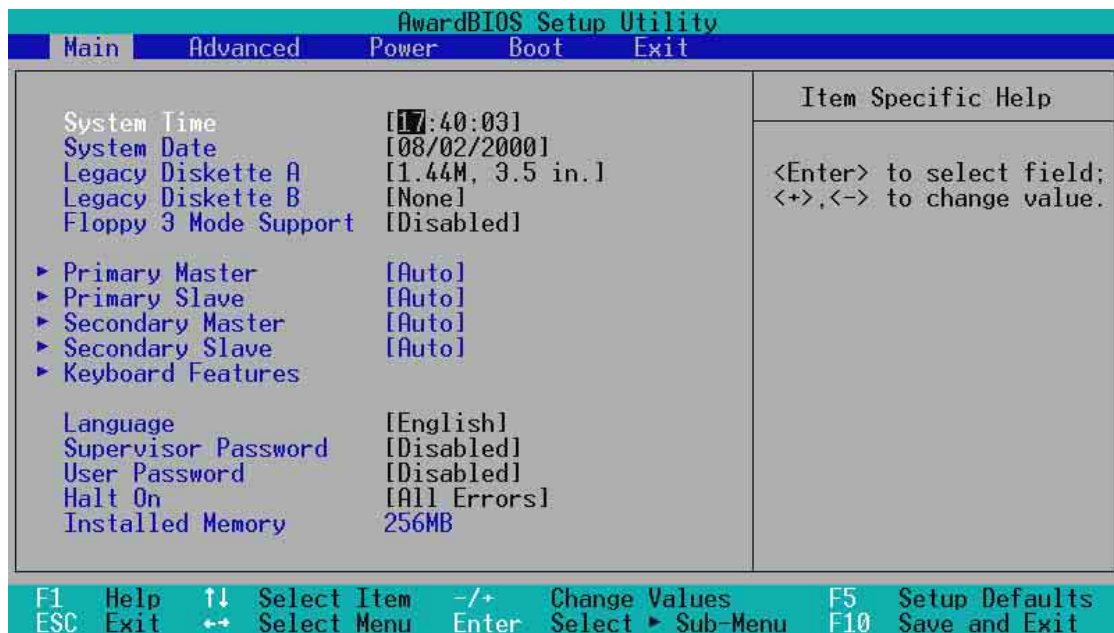 AwardBIOS Setup Utility
Main Advanced Power Boot Exit
System Time [17:40:03]
System Date [08/02/2000]
Legacy Diskette A [1.44M, 3.5 in.]
Legacy Diskette B [None]
Floppy 3 Mode Support [Disabled]
► Primary Master [Auto]
► Primary Slave [Auto]
► Secondary Master [Auto]
► Secondary Slave [Auto]
► Keyboard Features
Language [English]
Supervisor Password [Disabled]
User Password [Disabled]
Halt On [All Errors]
Installed Memory 256MB
Item Specific Help
<Enter> to select field;
<+>,<-> to change value.
F1 Help ↑↓ Select Item -/+ Change Values F5 Setup Defaults
ESC Exit ←→ Select Menu Enter Select ► Sub-Menu F10 Save and Exit